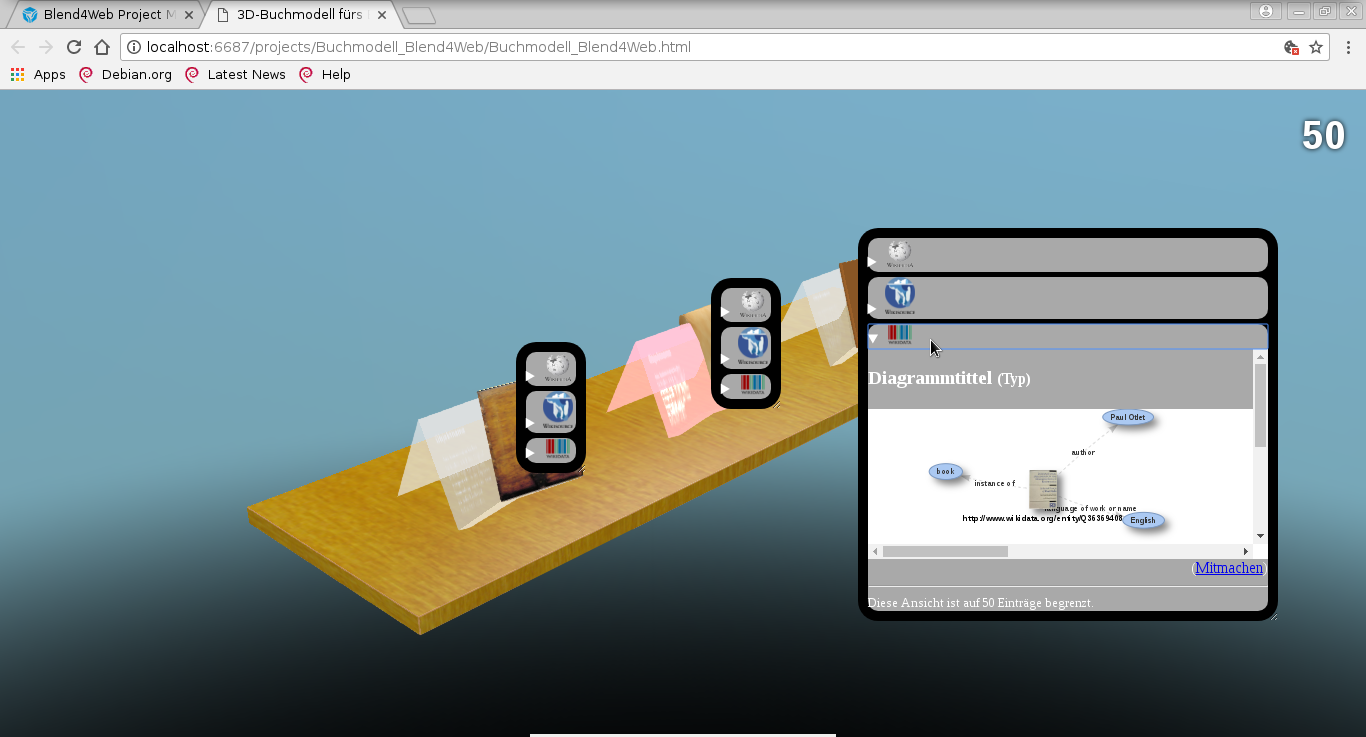 Blend4Web Project M
3D-Buchmodell fürs
localhost:6687/projects/Buchmodell_Blend4Web/Buchmodell_Blend4Web.html
Apps Debian.org Latest News Help
50
WIKIPEDIA
WIKISOURCE
WIKIDATA
WIKIPEDIA
WIKISOURCE
WIKIDATA
WIKIPEDIA
WIKISOURCE
WIKIDATA
Diagrammtittel (Typ)
Paul Otlet
author
book
instance of
language of work or name
http://www.wikidata.org/entity/Q36369408
English
(Mitmachen)
Diese Ansicht ist auf 50 Einträge begrenzt.